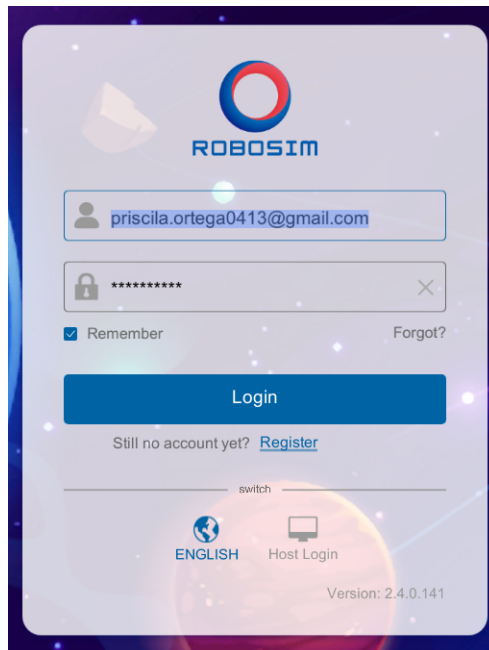 ROBOSIM
priscila.ortega0413@gmail.com
**********
Remember Forgot?
Login
Still no account yet? Register
switch
ENGLISH Host Login
Version: 2.4.0.141